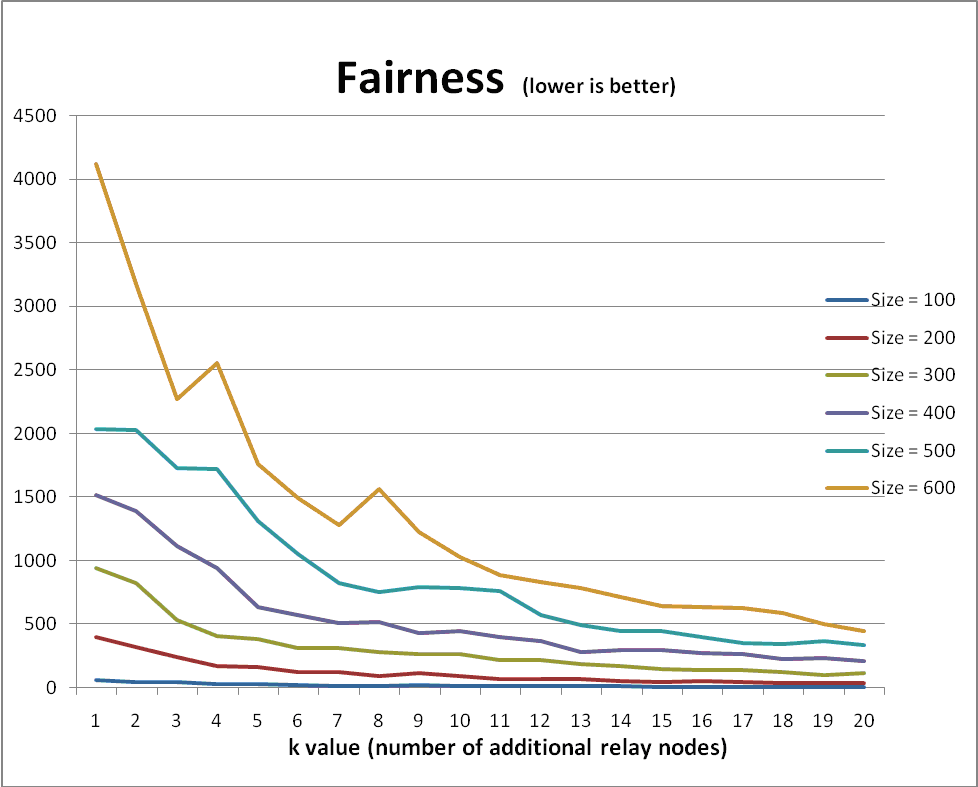 Fairness (lower is better)
4500
4000
3500
3000
2500
2000
1500
1000
500
0
Size = 100
Size = 200
Size = 300
Size = 400
Size = 500
Size = 600
1 2 3 4 5 6 7 8 9 10 11 12 13 14 15 16 17 18 19 20
k value (number of additional relay nodes)